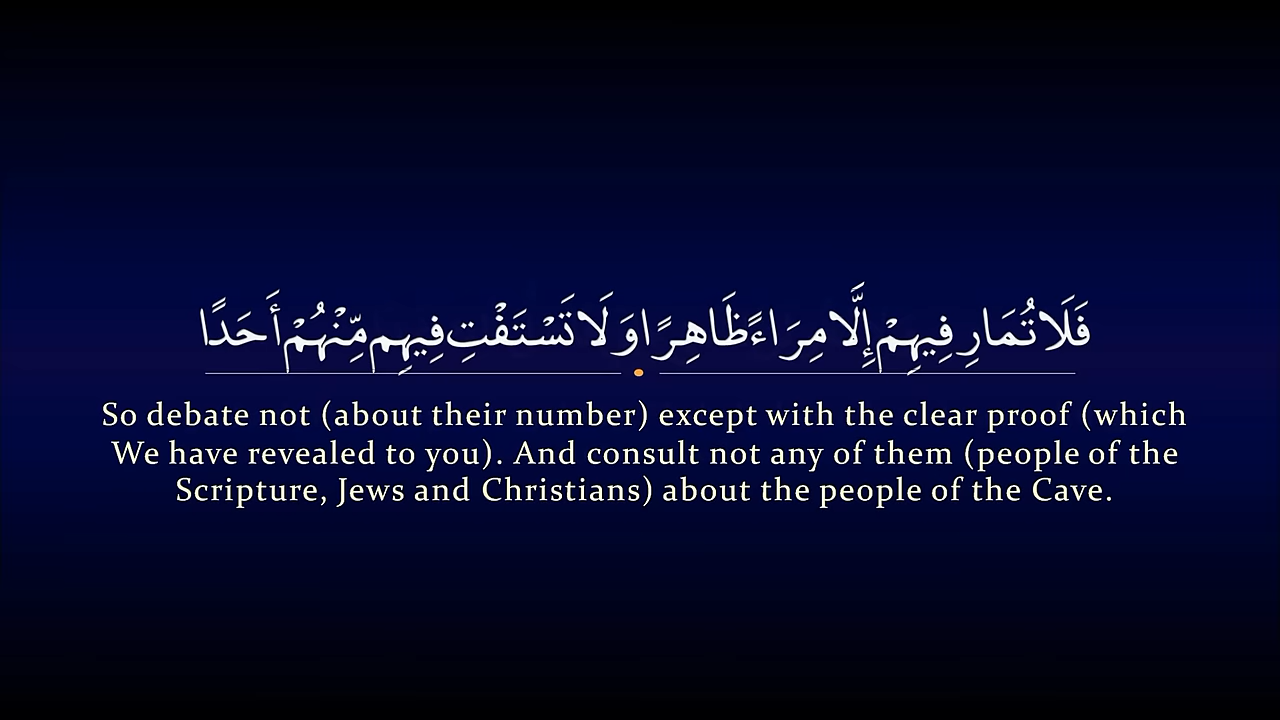 فَلَا تُمَارِ فِيهِمْ إِلَّا مِرَاءً ظَاهِرًا وَلَا تَسْتَفْتِ فِيهِم مِّنْهُمْ أَحَدًا
So debate not (about their number) except with the clear proof (which
We have revealed to you). And consult not any of them (people of the
Scripture, Jews and Christians) about the people of the Cave.